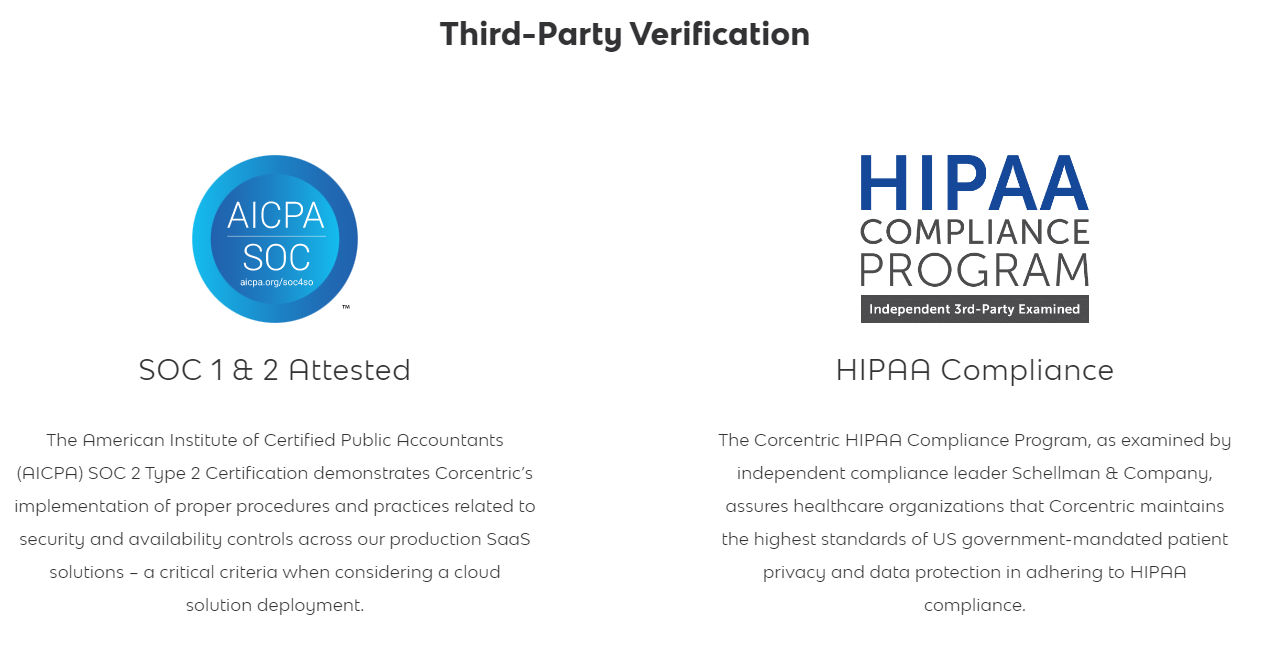 Third-Party Verification
AICPA
SOC
aicpa.org/soc4so
TM
SOC 1 & 2 Attested
The American Institute of Certified Public Accountants
(AICPA) SOC 2 Type 2 Certification demonstrates Corcentric's
implementation of proper procedures and practices related to
security and availability controls across our production SaaS
solutions – a critical criteria when considering a cloud
solution deployment.
HIPAA
COMPLIANCE
PROGRAM
Independent 3rd-Party Examined
HIPAA Compliance
The Corcentric HIPAA Compliance Program, as examined by
independent compliance leader Schellman & Company,
assures healthcare organizations that Corcentric maintains
the highest standards of US government-mandated patient
privacy and data protection in adhering to HIPAA
compliance.